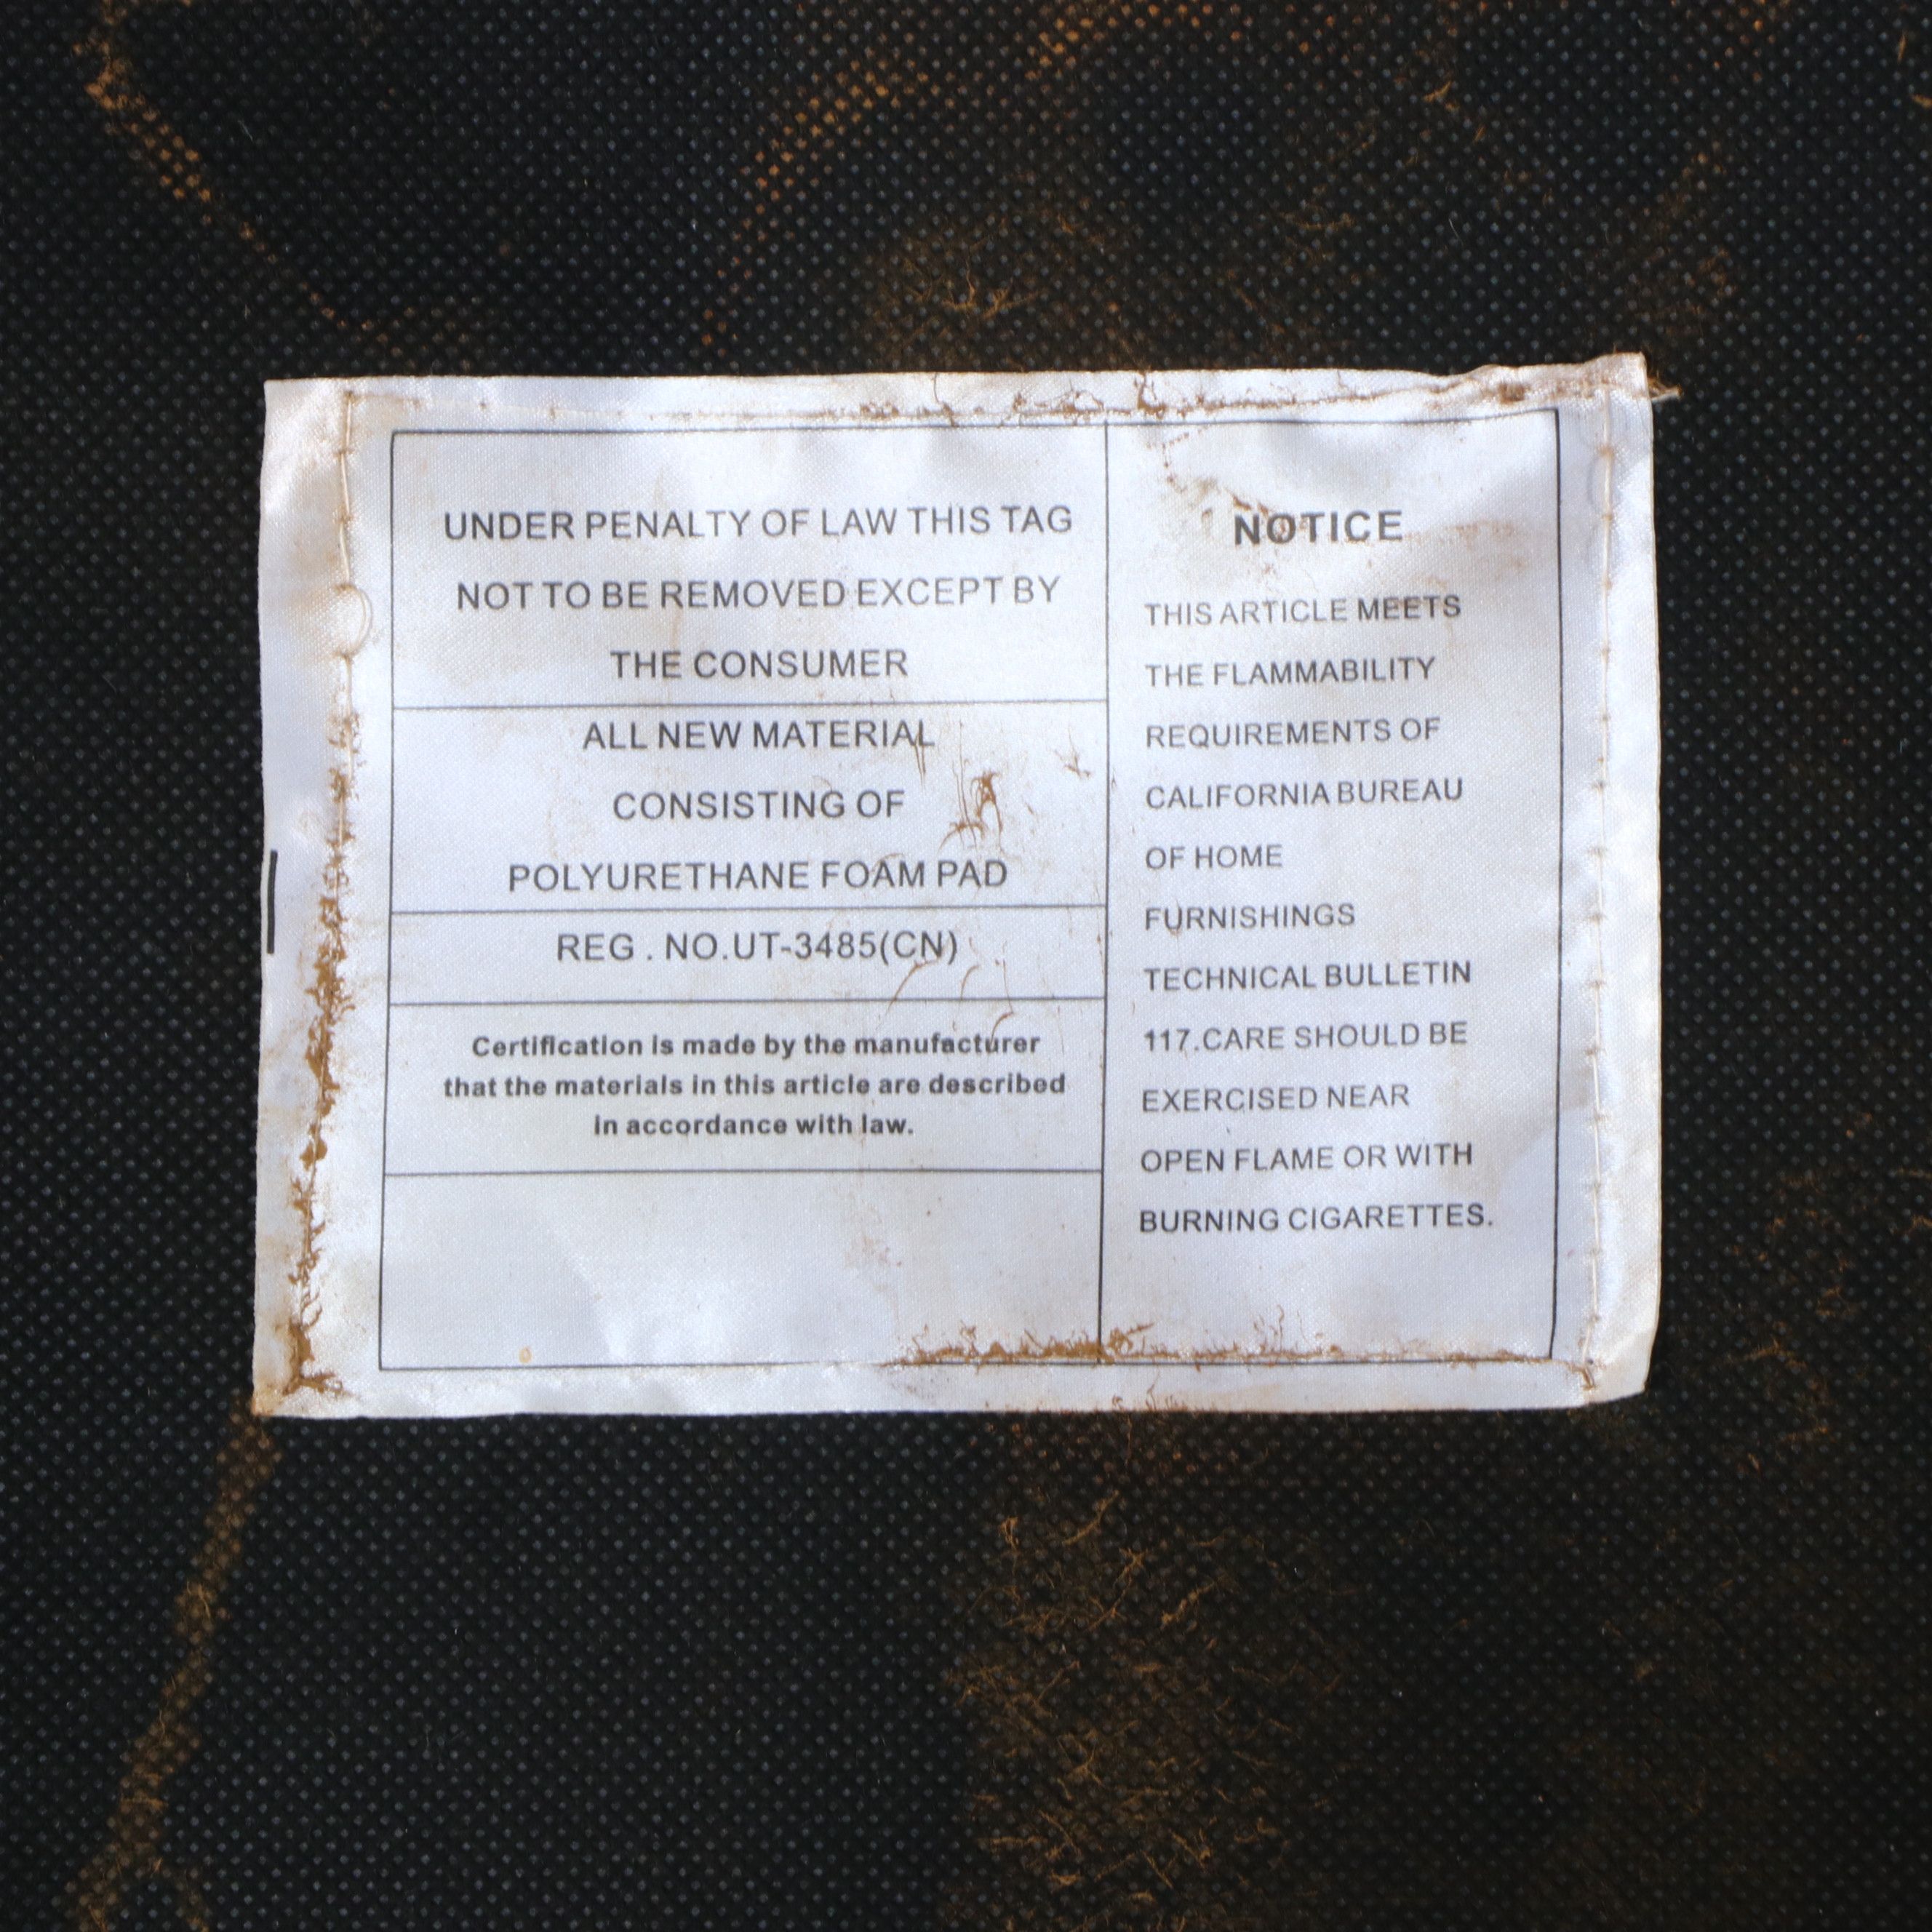 UNDER PENALTY OF LAW THIS TAG
NOT TO BE REMOVED EXCEPT BY
THE CONSUMER
ALL NEW MATERIAL
CONSISTING OF
POLYURETHANE FOAM PAD
REG . NO.UT-3485(CN)
Certification is made by the manufacturer
that the materials in this article are described
in accordance with law.
NOTICE
THIS ARTICLE MEETS
THE FLAMMABILITY
REQUIREMENTS OF
CALIFORNIA BUREAU
OF HOME
FURNISHINGS
TECHNICAL BULLETIN
117.CARE SHOULD BE
EXERCISED NEAR
OPEN FLAME OR WITH
BURNING CIGARETTES.